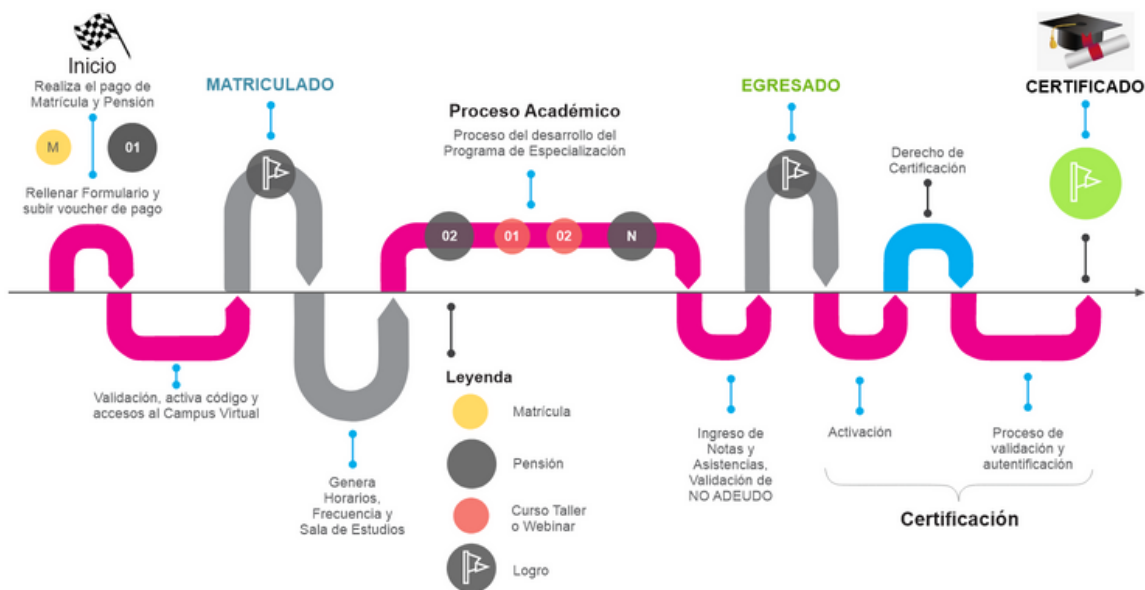 Inicio
Realiza el pago de
Matrícula y Pensión
M
01
Rellenar Formulario y
subir voucher de pago
Validación, activa código y
accesos al Campus Virtual
MATRICULADO
Genera
Horarios,
Frecuencia y
Sala de Estudios
Proceso Académico
Proceso del desarrollo del
Programa de Especialización
02
01
02
N
Leyenda
Matrícula
Pensión
Curso Taller
o Webinar
Logro
Ingreso de
Notas y
Asistencias,
Validación de
NO ADEUDO
EGRESADO
Activación
Derecho de
Certificación
Proceso de
validación y
autentificación
Certificación
CERTIFICADO